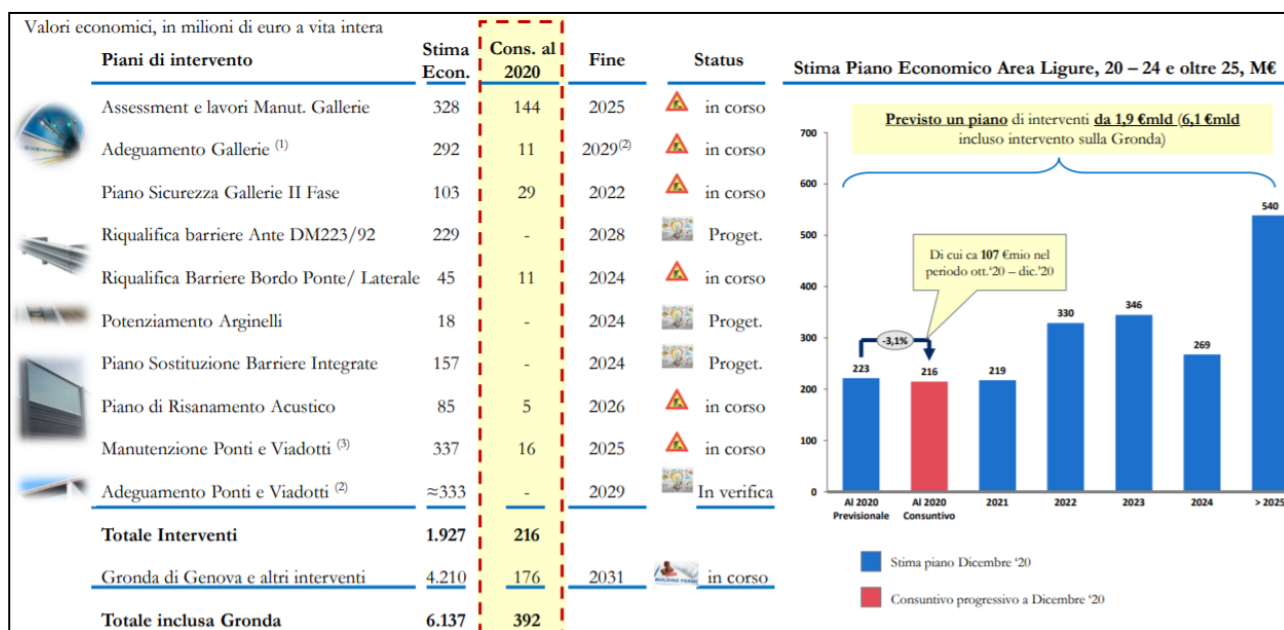 Valori economici, in milioni di euro a vita intera
Piani di intervento Stima Econ. Cons. al 2020 Fine Status
Assessment e lavori Manut. Gallerie 328 144 2025 in corso
Adeguamento Gallerie (1) 292 11 2029(2) in corso
Piano Sicurezza Gallerie II Fase 103 29 2022 in corso
Riqualifica barriere Ante DM223/92 229 - 2028 Proget.
Riqualifica Barriere Bordo Ponte/ Laterale 45 11 2024 in corso
Potenziamento Arginelli 18 - 2024 Proget.
Piano Sostituzione Barriere Integrate 157 - 2024 Proget.
Piano di Risanamento Acustico 85 5 2026 in corso
Manutenzione Ponti e Viadotti (3) 337 16 2025 in corso
Adeguamento Ponti e Viadotti (2) ≈333 - 2029 In verifica
Totale Interventi 1.927 216
Gronda di Genova e altri interventi 4.210 176 2031 in corso
Totale inclusa Gronda 6.137 392
Stima Piano Economico Area Ligure, 20 – 24 e oltre 25, M€
Previsto un piano di interventi da 1,9 €mld (6,1 €mld
incluso intervento sulla Gronda)
700
600
500
400
300
200
100
0
Di cui ca 107 €mio nel
periodo ott.'20 – dic.'20
-3,1%
223
216
219
330
346
269
540
Al 2020 Previsionale
Al 2020 Consuntivo
2021
2022
2023
2024
> 2025
Stima piano Dicembre '20
Consuntivo progressivo a Dicembre '20